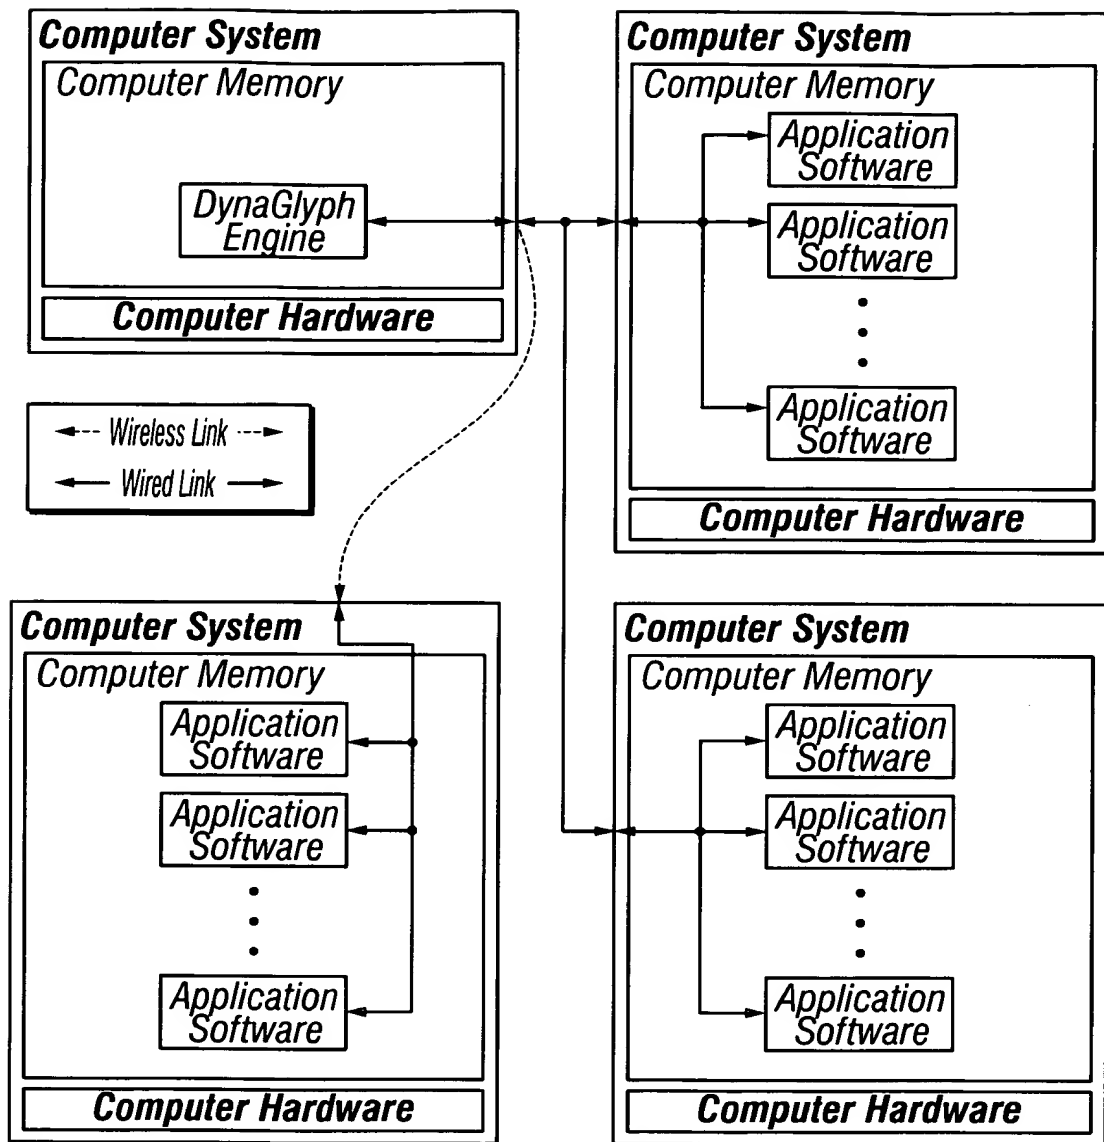 Computer System
Computer Memory
DynaGlyph
Engine
Computer Hardware
Computer System
Computer Memory
Application
Software
Application
Software
Application
Software
Computer Hardware
Wireless Link
Wired Link
Computer System
Computer Memory
Application
Software
Application
Software
Application
Software
Computer Hardware
Computer System
Computer Memory
Application
Software
Application
Software
Application
Software
Computer Hardware